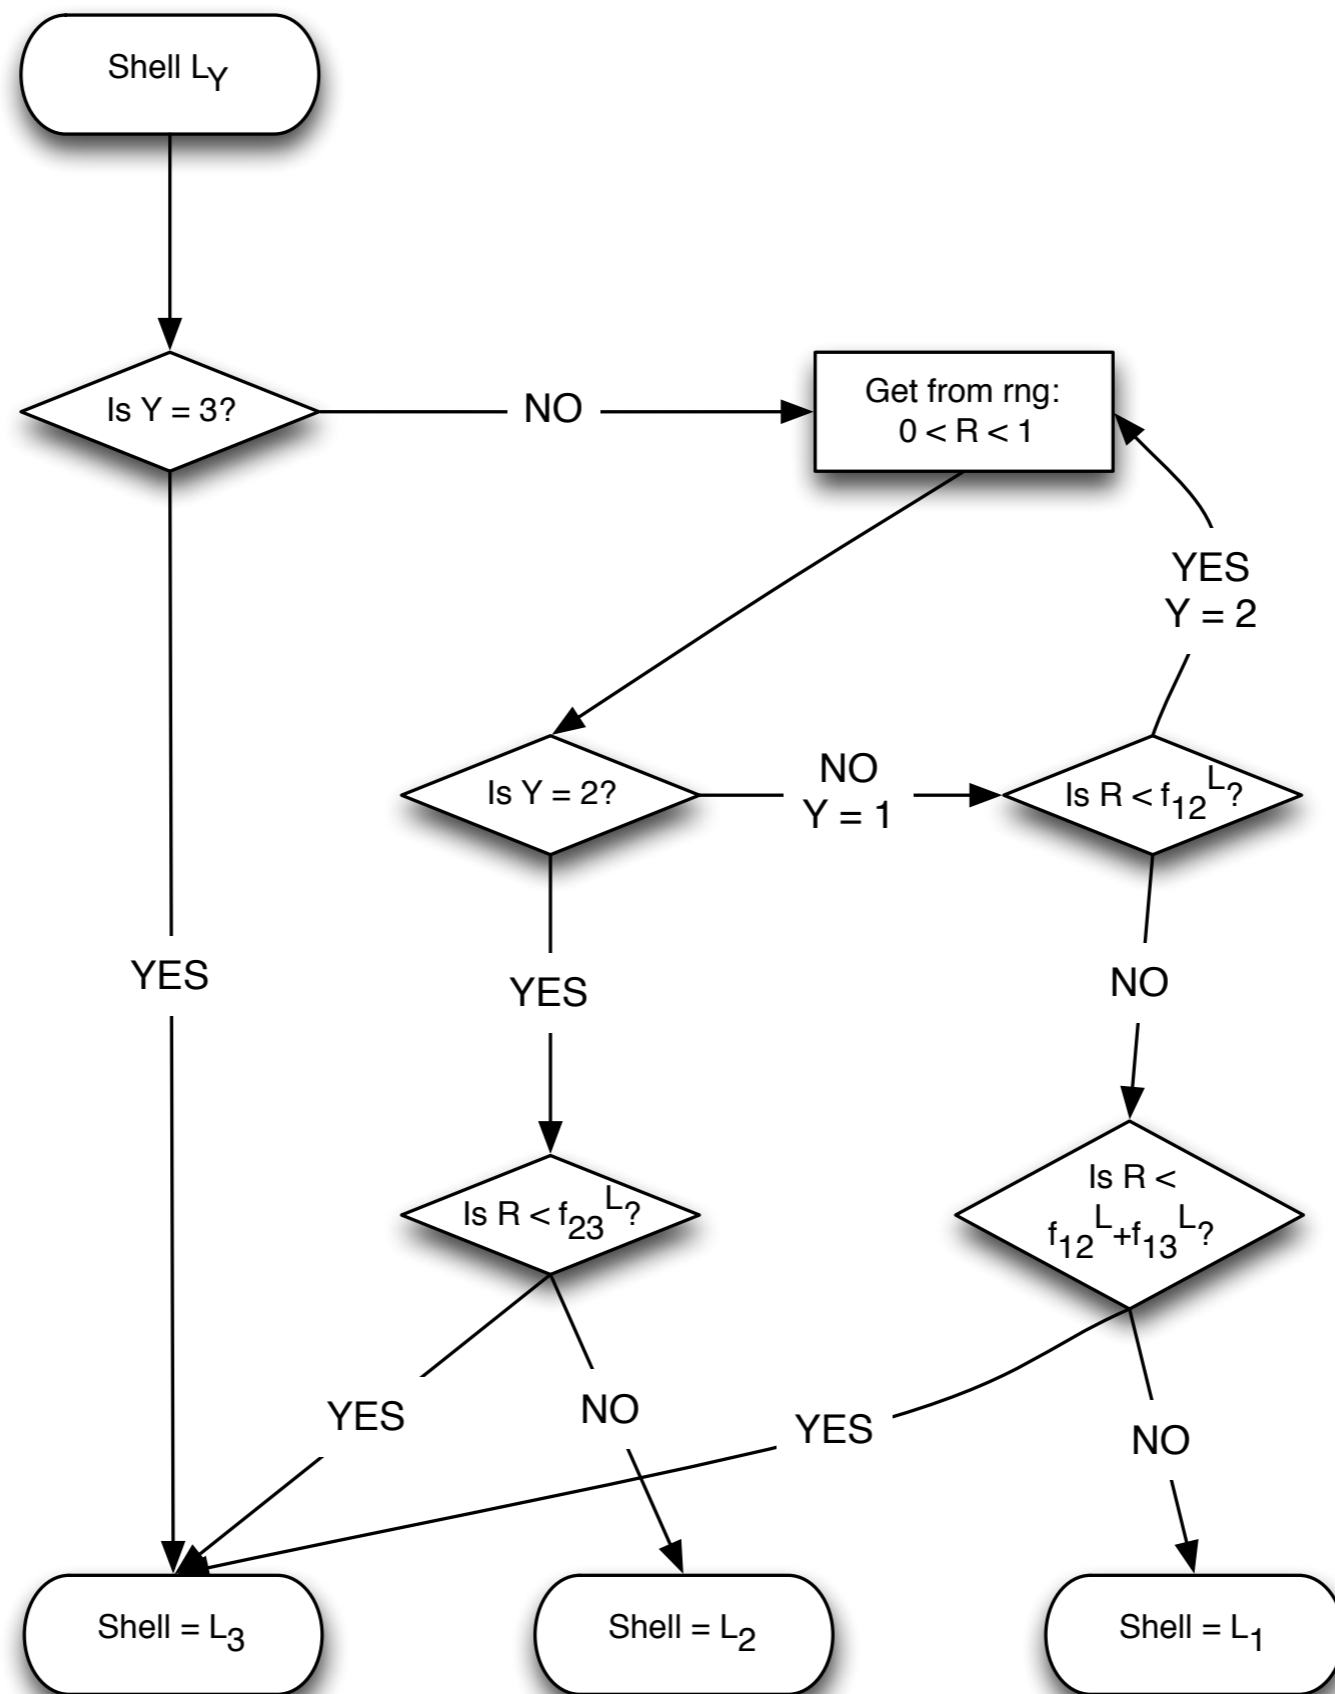 Shell L_Y
Is Y = 3?
NO
Get from rng:
0 < R < 1
YES
Y = 2
Is Y = 2?
NO
Y = 1
Is R < f_12^L?
YES
YES
NO
Is R < f_23^L?
Is R <
f_12^L+f_13^L?
YES
NO
YES
NO
Shell = L_3
Shell = L_2
Shell = L_1